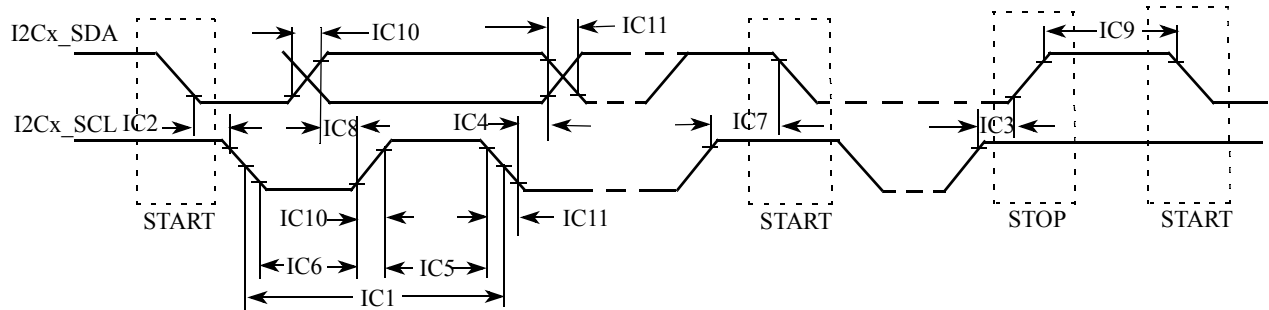 I2Cx_SDA
IC10
IC11
IC9
I2Cx_SCL
IC2
IC8
IC4
IC7
IC3
START
IC10
IC11
START
STOP
START
IC6
IC5
IC1